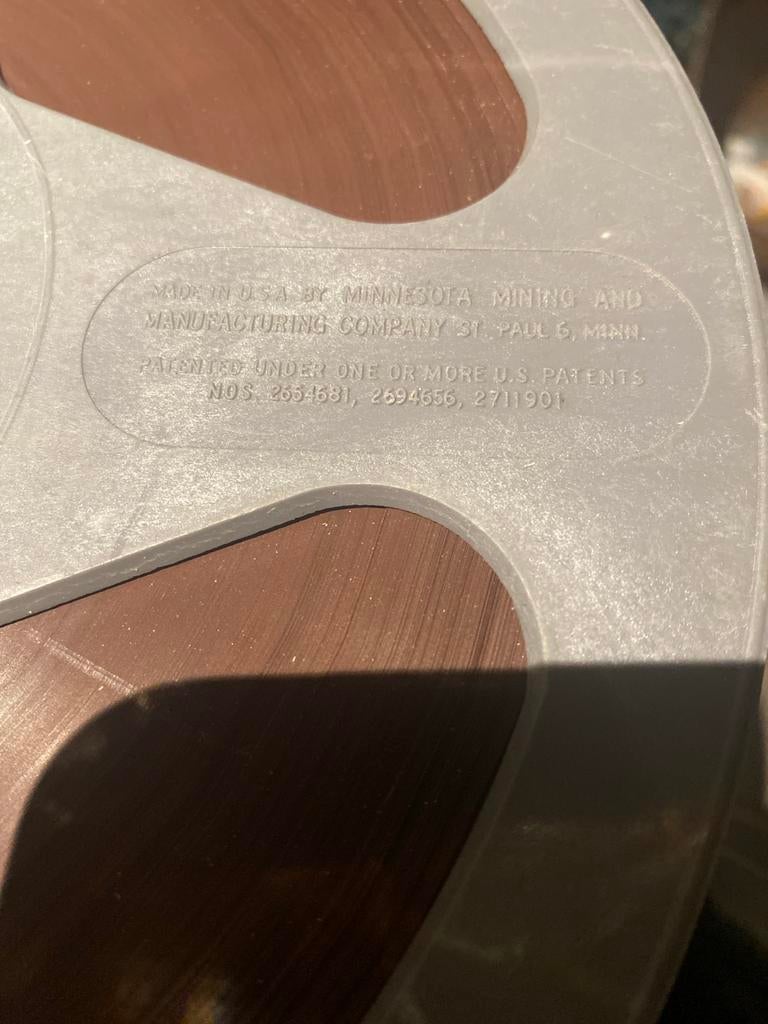 MADE IN U.S.A. BY MINNESOTA MINING AND
MANUFACTURING COMPANY ST. PAUL 6, MINN.
PATENTED UNDER ONE OR MORE U.S. PATENTS
NOS. 2654681, 2694656, 2711901